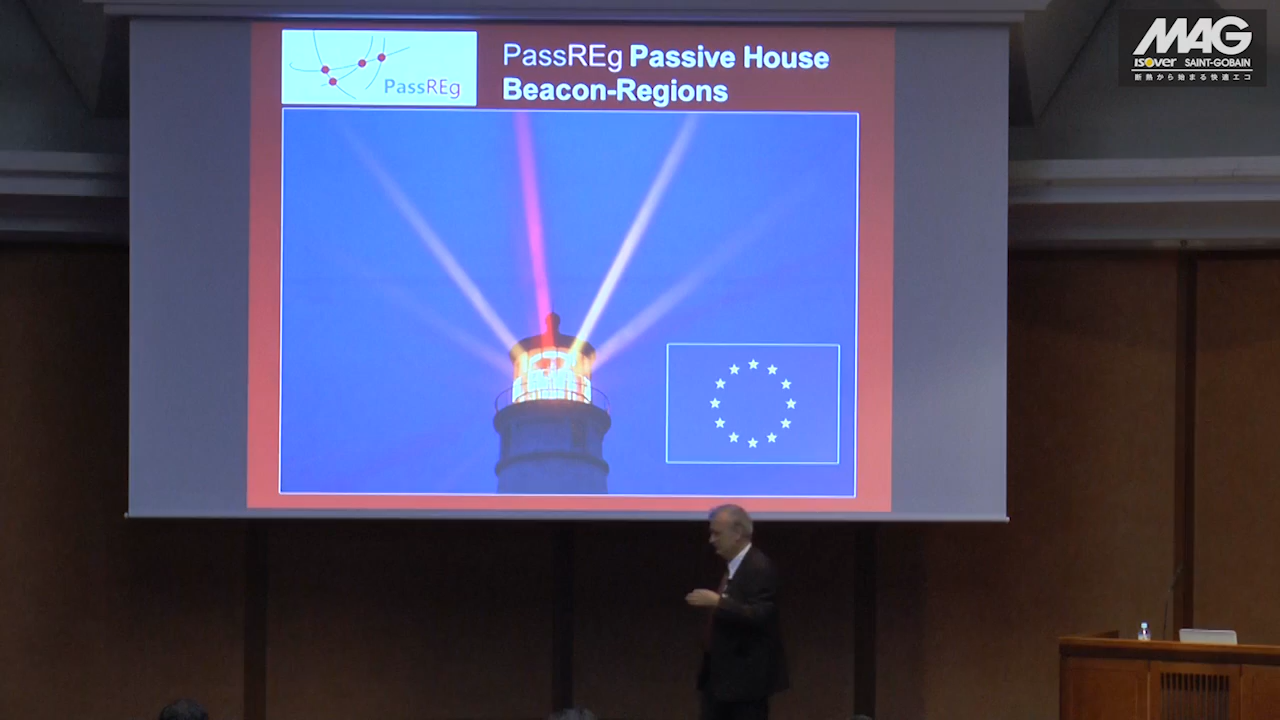 PassREg
PassREg Passive House
Beacon-Regions
MAG
isover SAINT-GOBAIN
断熱から始まる快適エコ